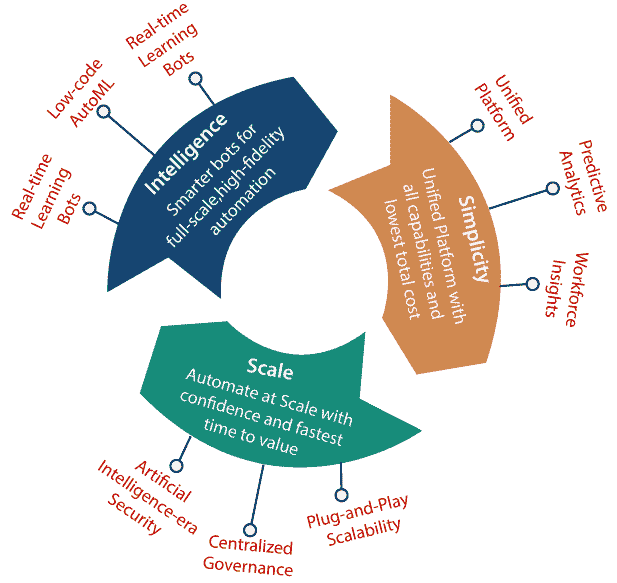 Real-time
Learning
Bots
Low-code
AutoML
Real-time
Learning
Bots
Intelligence
Smarter bots for
full-scale,high-fidelity
automation
Unified
Platform
Predictive
Analytics
Workforce
Insights
Simplicity
Unified Platform with
all capabilities and
lowest total cost
Scale
Automate at Scale with
confidence and fastest
time to value
Artificial
Intelligence-era
Security
Centralized
Governance
Plug-and-Play
Scalability